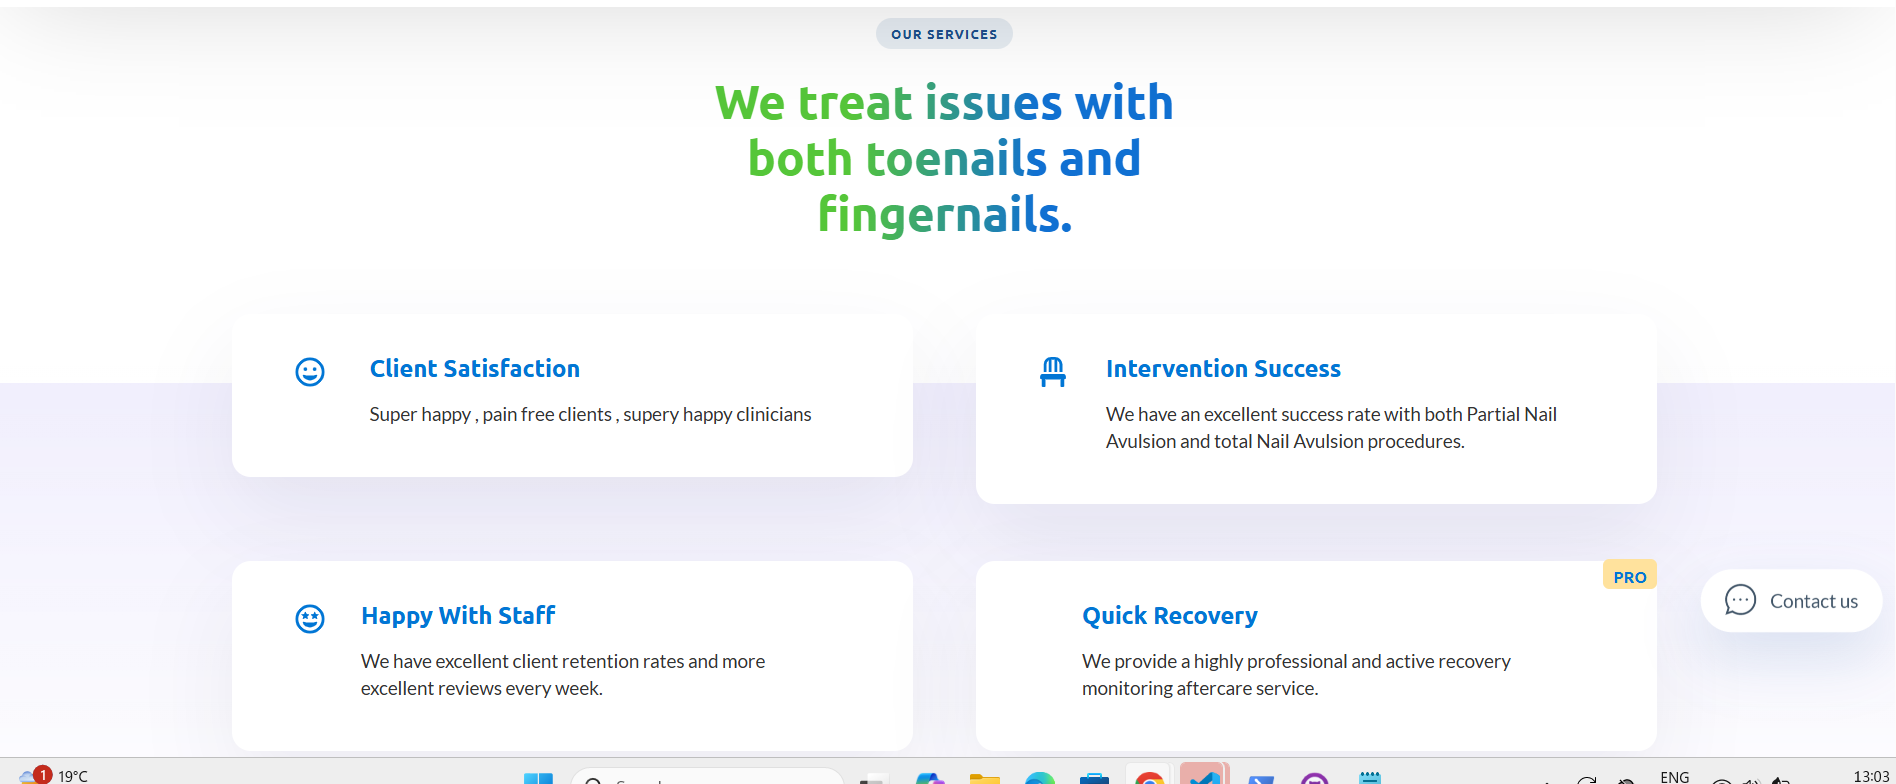 OUR SERVICES
We treat issues with
both toenails and
fingernails.
Client Satisfaction
Super happy , pain free clients , supery happy clinicians
Intervention Success
We have an excellent success rate with both Partial Nail
Avulsion and total Nail Avulsion procedures.
Happy With Staff
We have excellent client retention rates and more
excellent reviews every week.
PRO
Quick Recovery
We provide a highly professional and active recovery
monitoring aftercare service.
Contact us
1
19°C
ENG
13:03